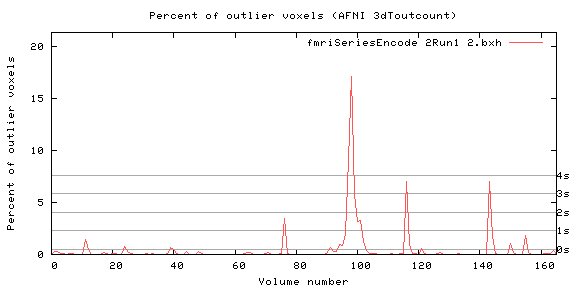 Percent of outlier voxels (AFNI 3dToutcount)
fmriSeriesEncode 2Run1 2.bxh
Percent of outlier voxels
20
15
10
5
0
4s
3s
2s
1s
0s
0 20 40 60 80 100 120 140 160
Volume number